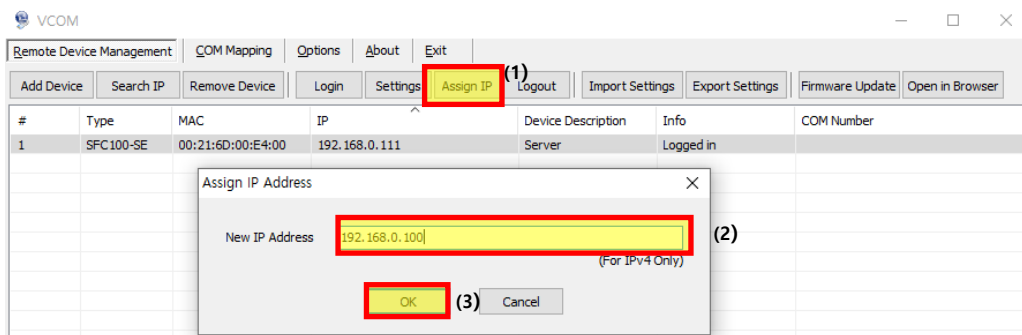 VCOM
Remote Device Management COM Mapping Options About Exit
(1)
Add Device Search IP Remove Device Login Settings Assign IP Logout Import Settings Export Settings Firmware Update Open in Browser
# Type MAC IP Device Description Info COM Number
1 SFC100-SE 00:21:6D:00:E4:00 192.168.0.111 Server Logged in
Assign IP Address
New IP Address 192.168.0.100 (2)
(For IPv4 Only)
OK (3) Cancel